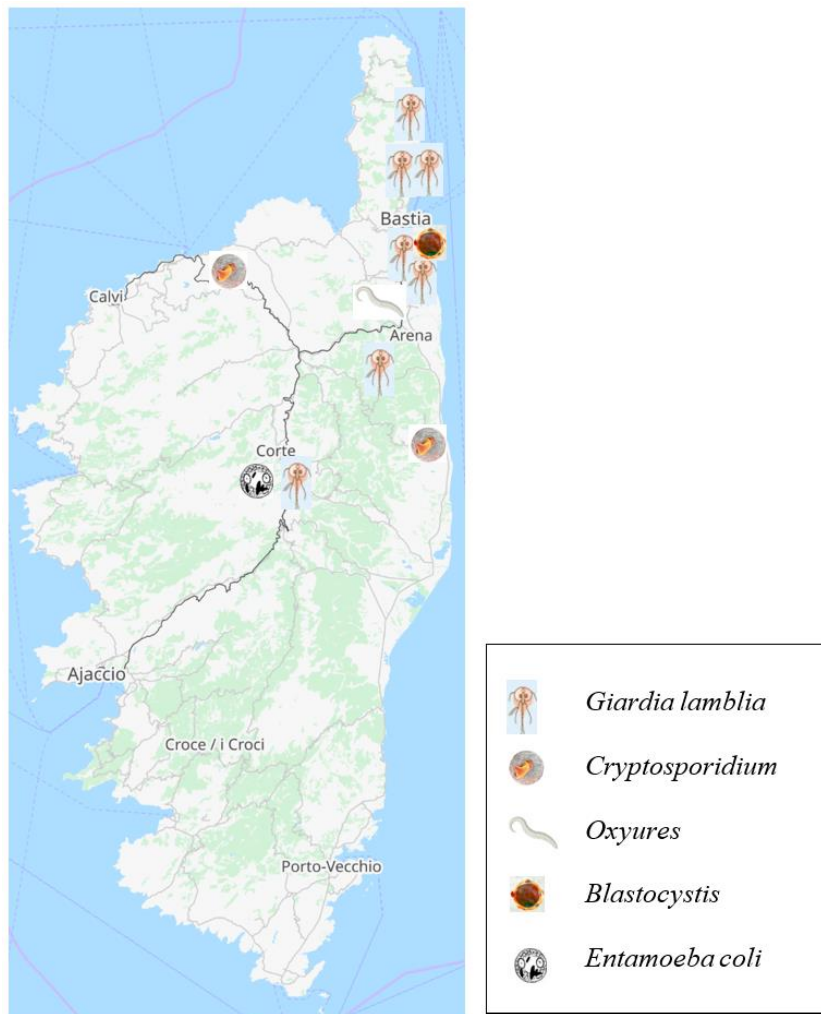 Bastia
Calvi
Arena
Corte
Ajaccio
Croce / i Croci
Porto-Vecchio
Giardia lamblia
Cryptosporidium
Oxyures
Blastocystis
Entamoeba coli